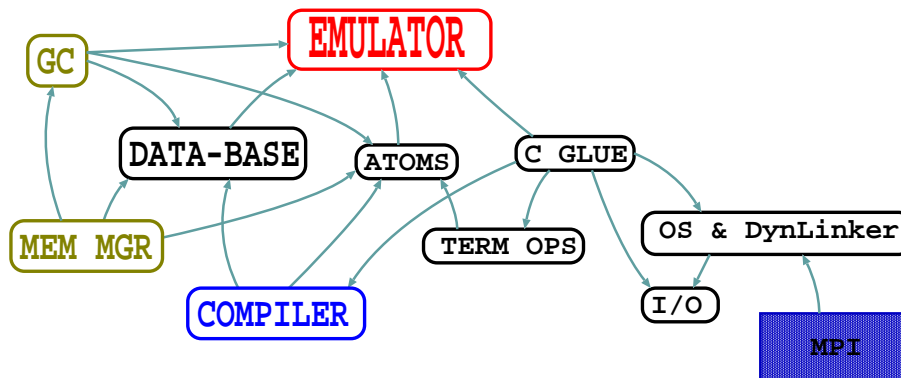 EMULATOR
GC
DATA-BASE
ATOMS
C GLUE
MEM MGR
TERM OPS
OS & DynLinker
COMPILER
I/O
MPI